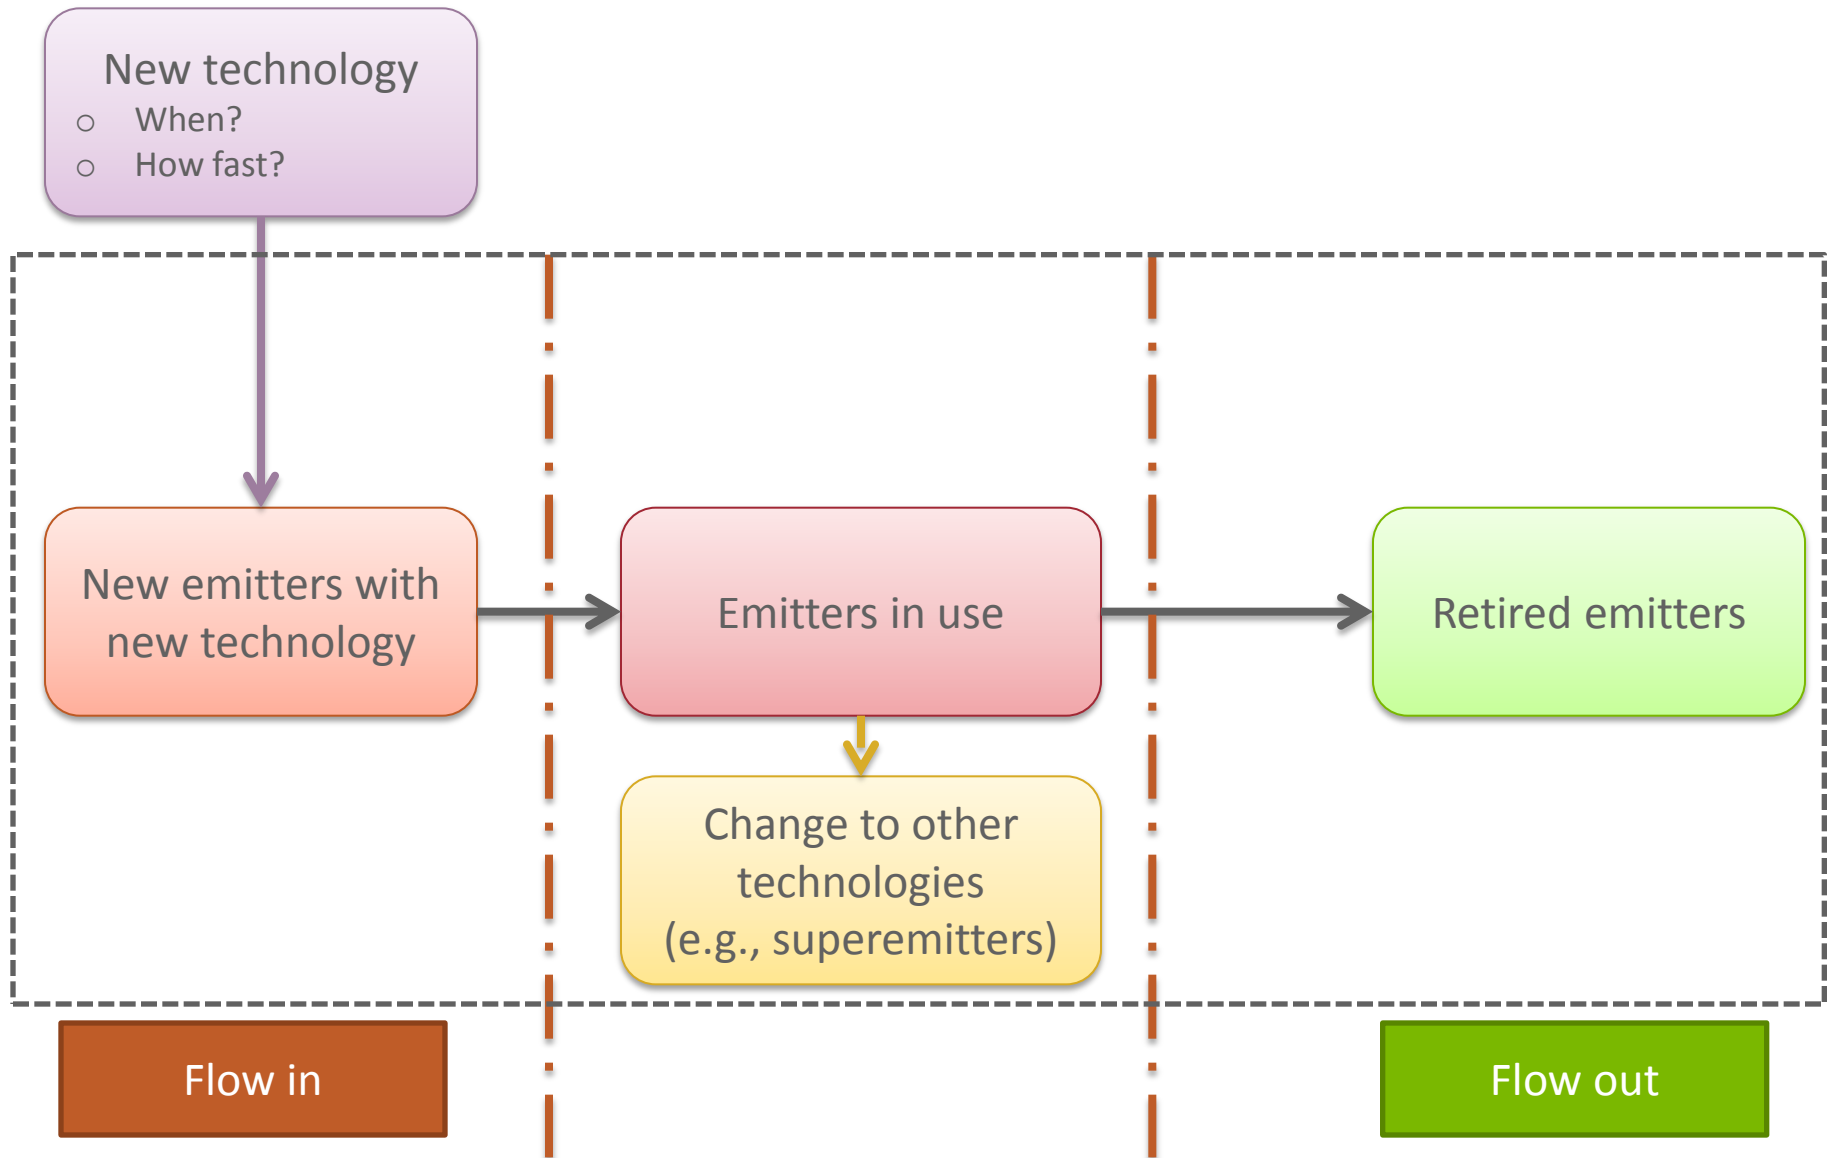 New technology
o When?
o How fast?
New emitters with
new technology
Emitters in use
Retired emitters
Change to other
technologies
(e.g., superemitters)
Flow in
Flow out